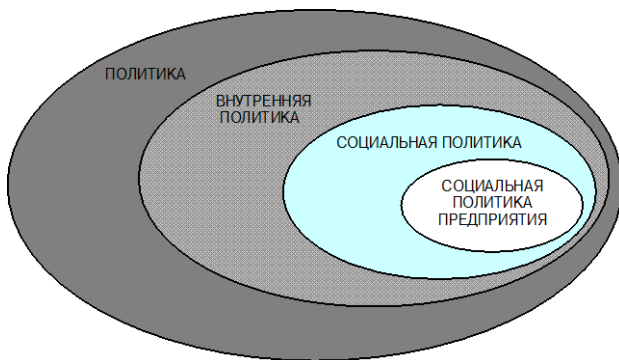 ПОЛИТИКА
ВНУТРЕННЯЯ
ПОЛИТИКА
СОЦИАЛЬНАЯ ПОЛИТИКА
СОЦИАЛЬНАЯ
ПОЛИТИКА
ПРЕДПРИЯТИЯ